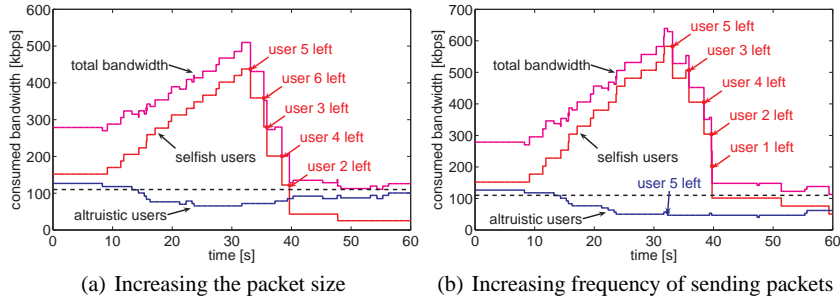 600
500
400
300
200
100
0
0 10 20 30 40 50 60
consumed bandwidth [kbps]
time [s]
total bandwidth
selfish users
altruistic users
user 5 left
user 6 left
user 3 left
user 4 left
user 2 left
(a) Increasing the packet size
700
600
500
400
300
200
100
0
0 10 20 30 40 50 60
consumed bandwidth [kbps]
time [s]
total bandwidth
selfish users
altruistic users
user 5 left
user 3 left
user 4 left
user 2 left
user 1 left
user 5 left
(b) Increasing frequency of sending packets